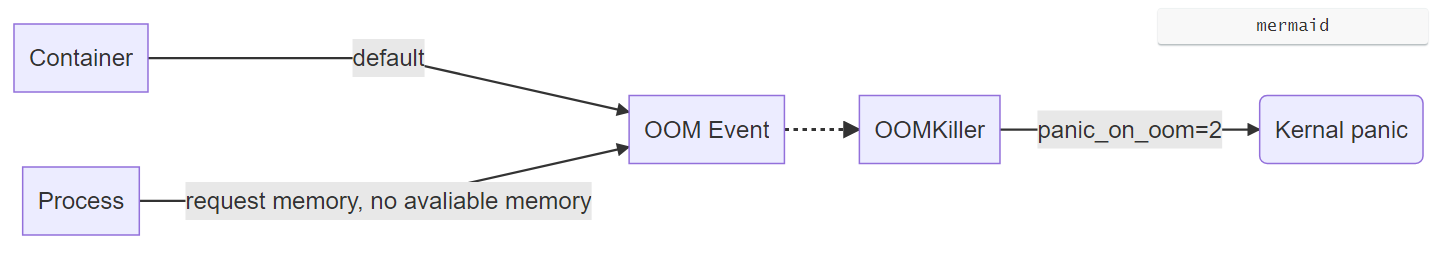 mermaid
Container
default
OOM Event
OOMKiller
panic_on_oom=2
Kernal panic
Process
request memory, no avaliable memory